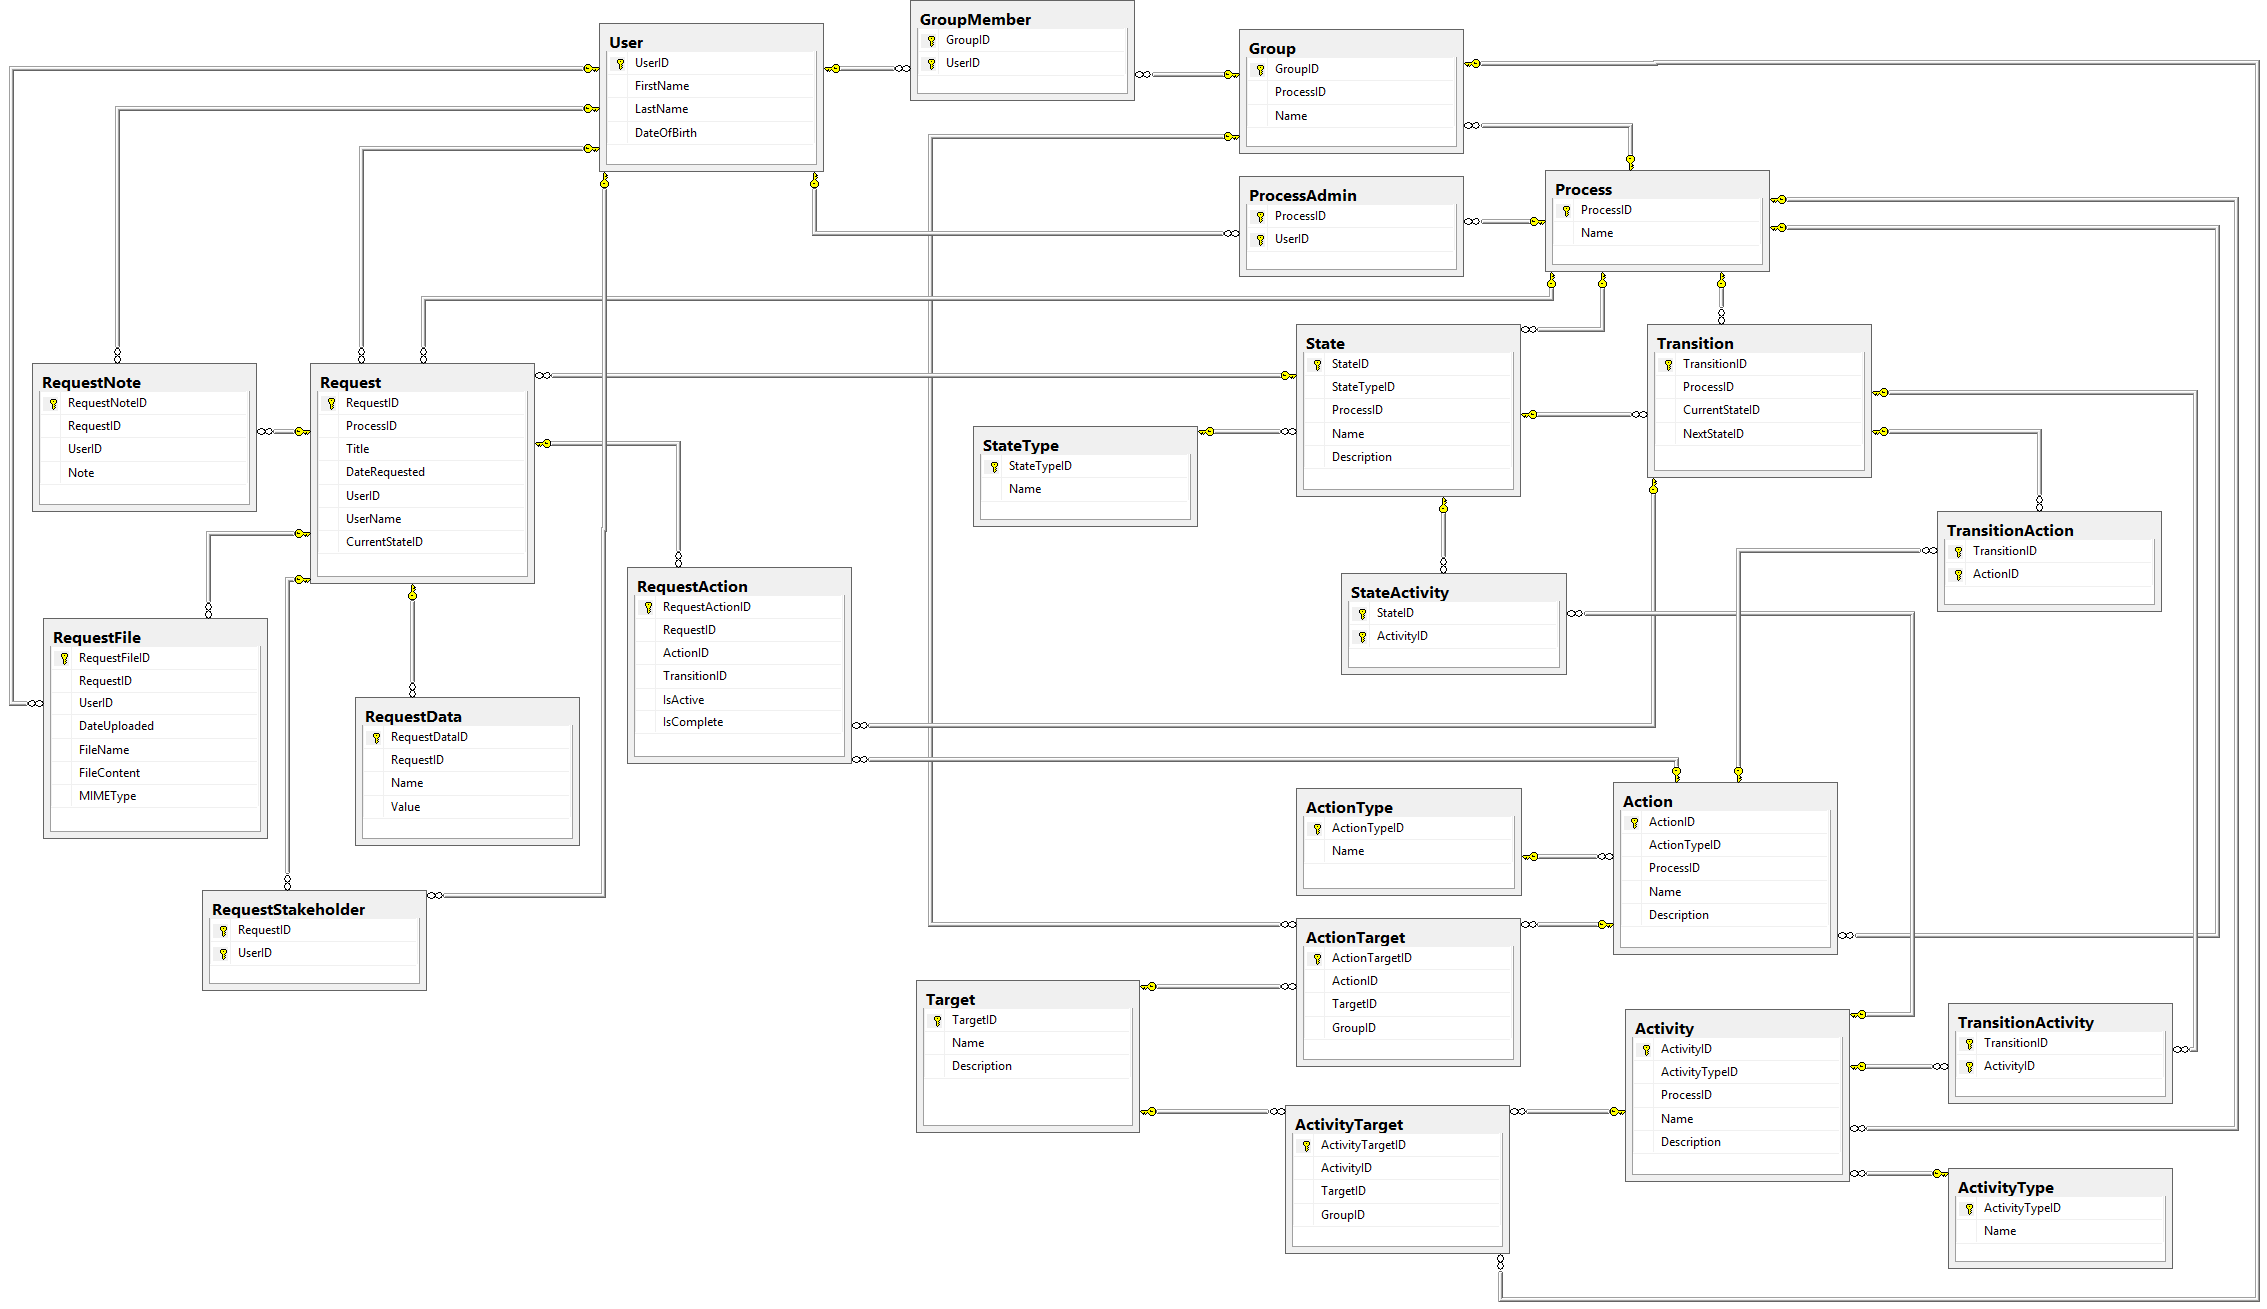 User
UserID
FirstName
LastName
DateOfBirth
GroupMember
GroupID
UserID
Group
GroupID
ProcessID
Name
ProcessAdmin
ProcessID
UserID
Process
ProcessID
Name
RequestNote
RequestNoteID
RequestID
UserID
Note
Request
RequestID
ProcessID
Title
DateRequested
UserID
UserName
CurrentStateID
State
StateID
StateTypeID
ProcessID
Name
Description
Transition
TransitionID
ProcessID
CurrentStateID
NextStateID
StateType
StateTypeID
Name
TransitionAction
TransitionID
ActionID
RequestAction
RequestActionID
RequestID
ActionID
TransitionID
IsActive
IsComplete
StateActivity
StateID
ActivityID
RequestFile
RequestFileID
RequestID
UserID
DateUploaded
FileName
FileContent
MIMEType
RequestData
RequestDataID
RequestID
Name
Value
ActionType
ActionTypeID
Name
Action
ActionID
ActionTypeID
ProcessID
Name
Description
RequestStakeholder
RequestID
UserID
ActionTarget
ActionTargetID
ActionID
TargetID
GroupID
Target
TargetID
Name
Description
Activity
ActivityID
ActivityTypeID
ProcessID
Name
Description
TransitionActivity
TransitionID
ActivityID
ActivityTarget
ActivityTargetID
ActivityID
TargetID
GroupID
ActivityType
ActivityTypeID
Name